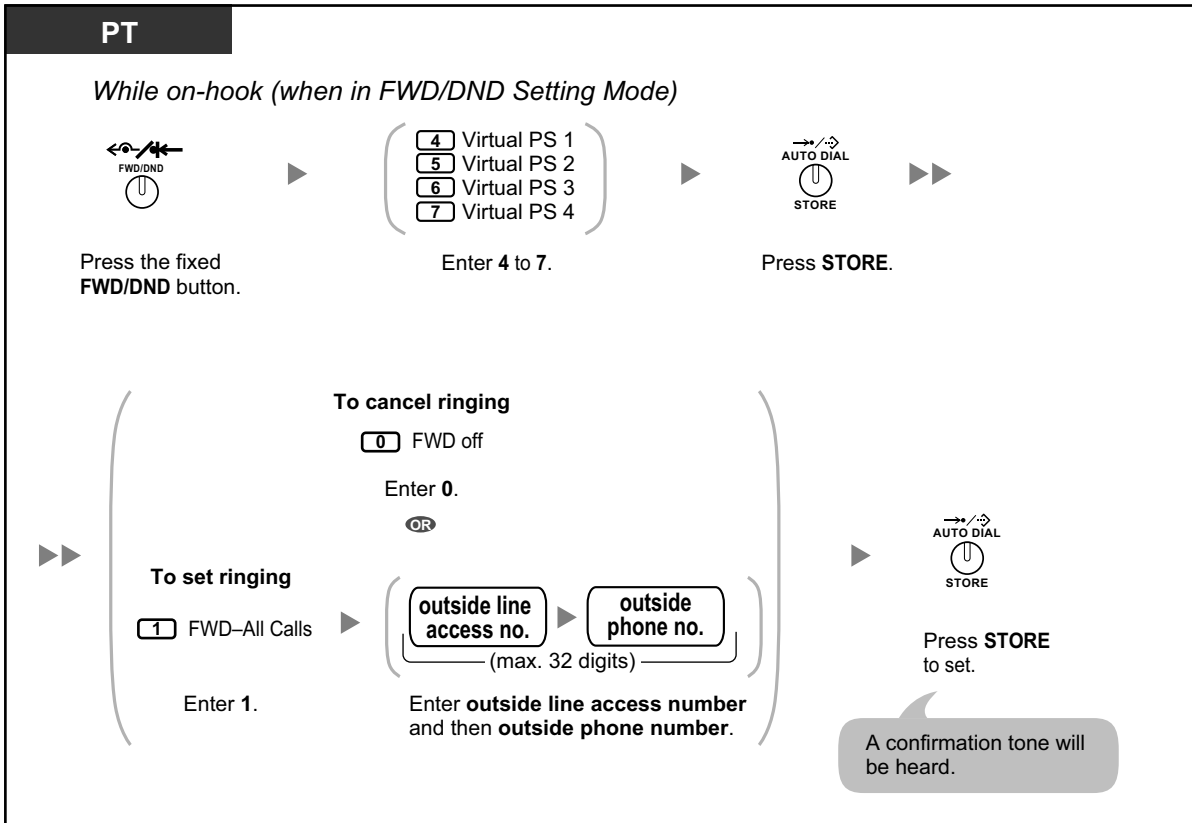 PT
While on-hook (when in FWD/DND Setting Mode)
FWD/DND
Press the fixed
FWD/DND button.
4 Virtual PS 1
5 Virtual PS 2
6 Virtual PS 3
7 Virtual PS 4
Enter 4 to 7.
AUTO DIAL
STORE
Press STORE.
To cancel ringing
0 FWD off
Enter 0.
OR
To set ringing
1 FWD–All Calls
Enter 1.
outside line
access no.
outside
phone no.
(max. 32 digits)
Enter outside line access number
and then outside phone number.
AUTO DIAL
STORE
Press STORE
to set.
A confirmation tone will
be heard.